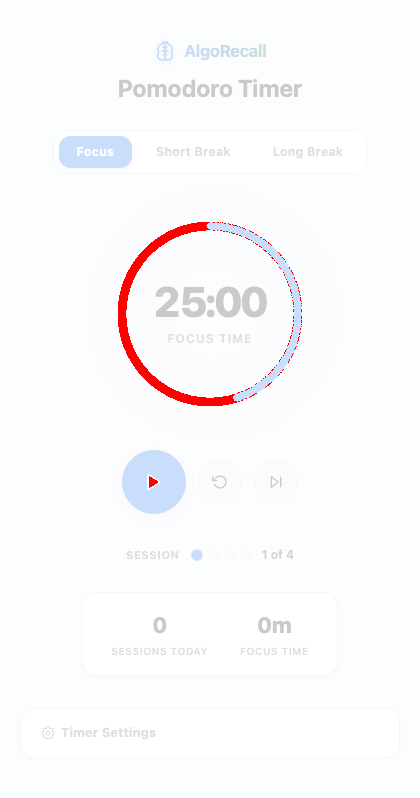 AlgoRecall
Pomodoro Timer
Focus Short Break Long Break
25:00
FOCUS TIME
SESSION 1 of 4
0 0m
SESSIONS TODAY FOCUS TIME
Timer Settings